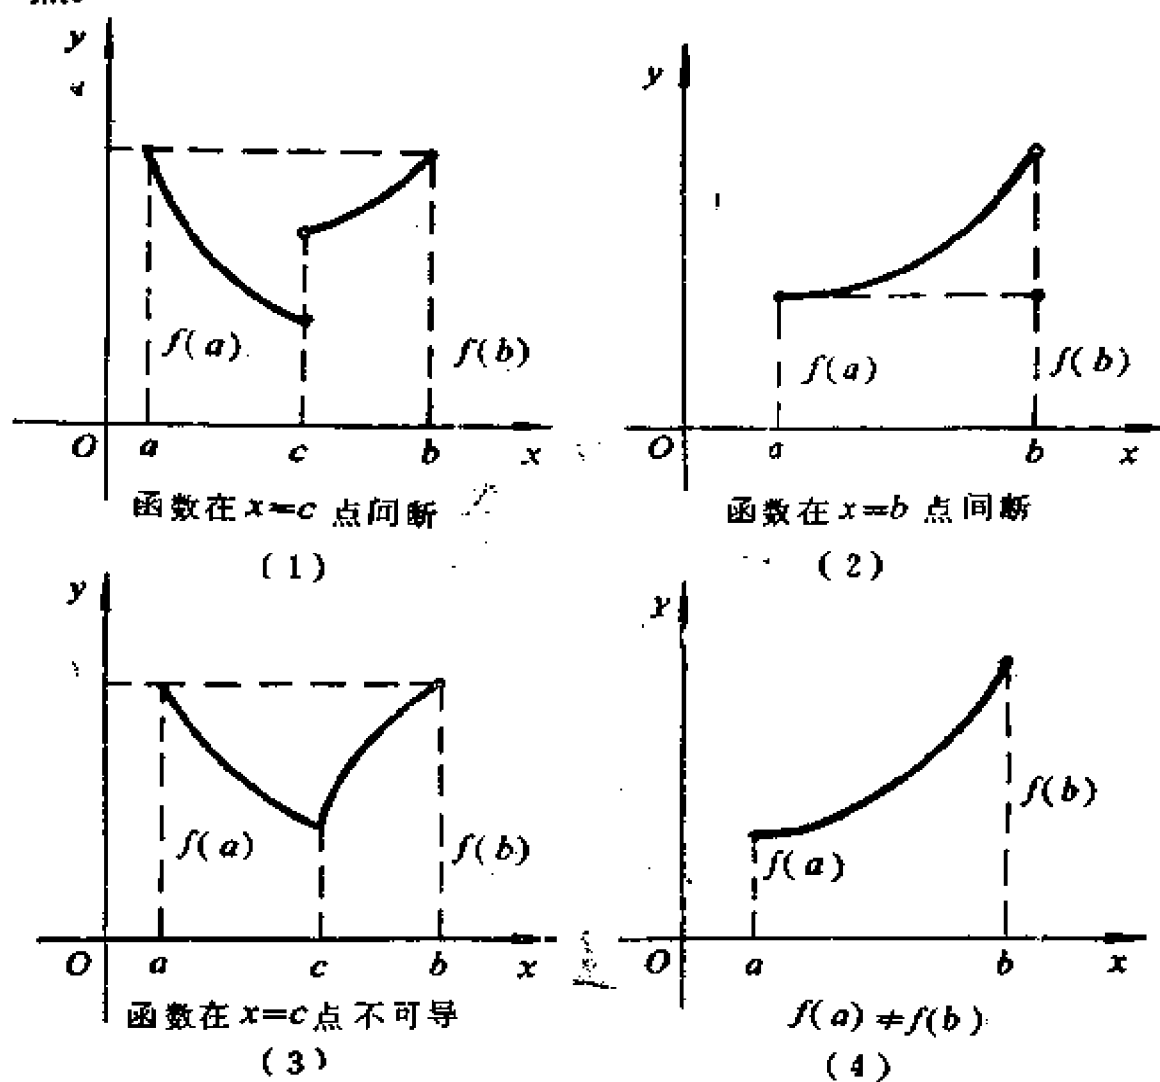 y
y
f(a)
f(b)
f(a)
f(b)
O a c b x
O a b x
函数在 x=c 点间断
函数在 x=b 点间断
(1)
(2)
y
y
f(a)
f(b)
f(a)
f(b)
O a c b x
O a b x
函数在 x=c 点不可导
f(a)≠f(b)
(3)
(4)